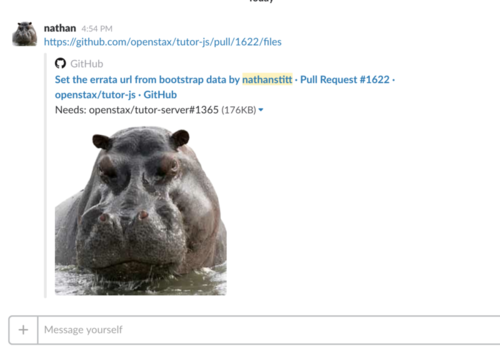 nathan 4:54 PM
https://github.com/openstax/tutor-js/pull/1622/files
GitHub
Set the errata url from bootstrap data by nathanstitt · Pull Request #1622 ·
openstax/tutor-js · GitHub
Needs: openstax/tutor-server#1365 (176KB)
Message yourself